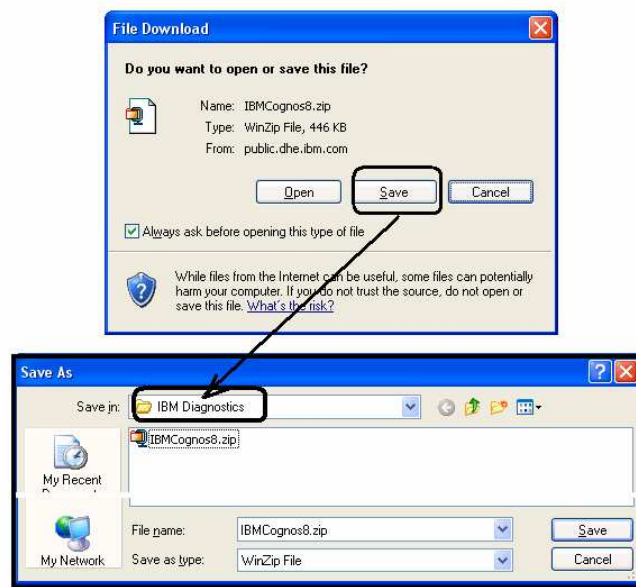 File Download
Do you want to open or save this file?
Name: IBMCognos8.zip
Type: WinZip File, 446 KB
From: public.dhe.ibm.com
Open Save Cancel
Always ask before opening this type of file
While files from the Internet can be useful, some files can potentially
harm your computer. If you do not trust the source, do not open or
save this file. What's the risk?
Save As
Save in: IBM Diagnostics
IBMCognos8.zip
My Recent
File name: IBMCognos8.zip Save
My Network Save as type: WinZip File Cancel